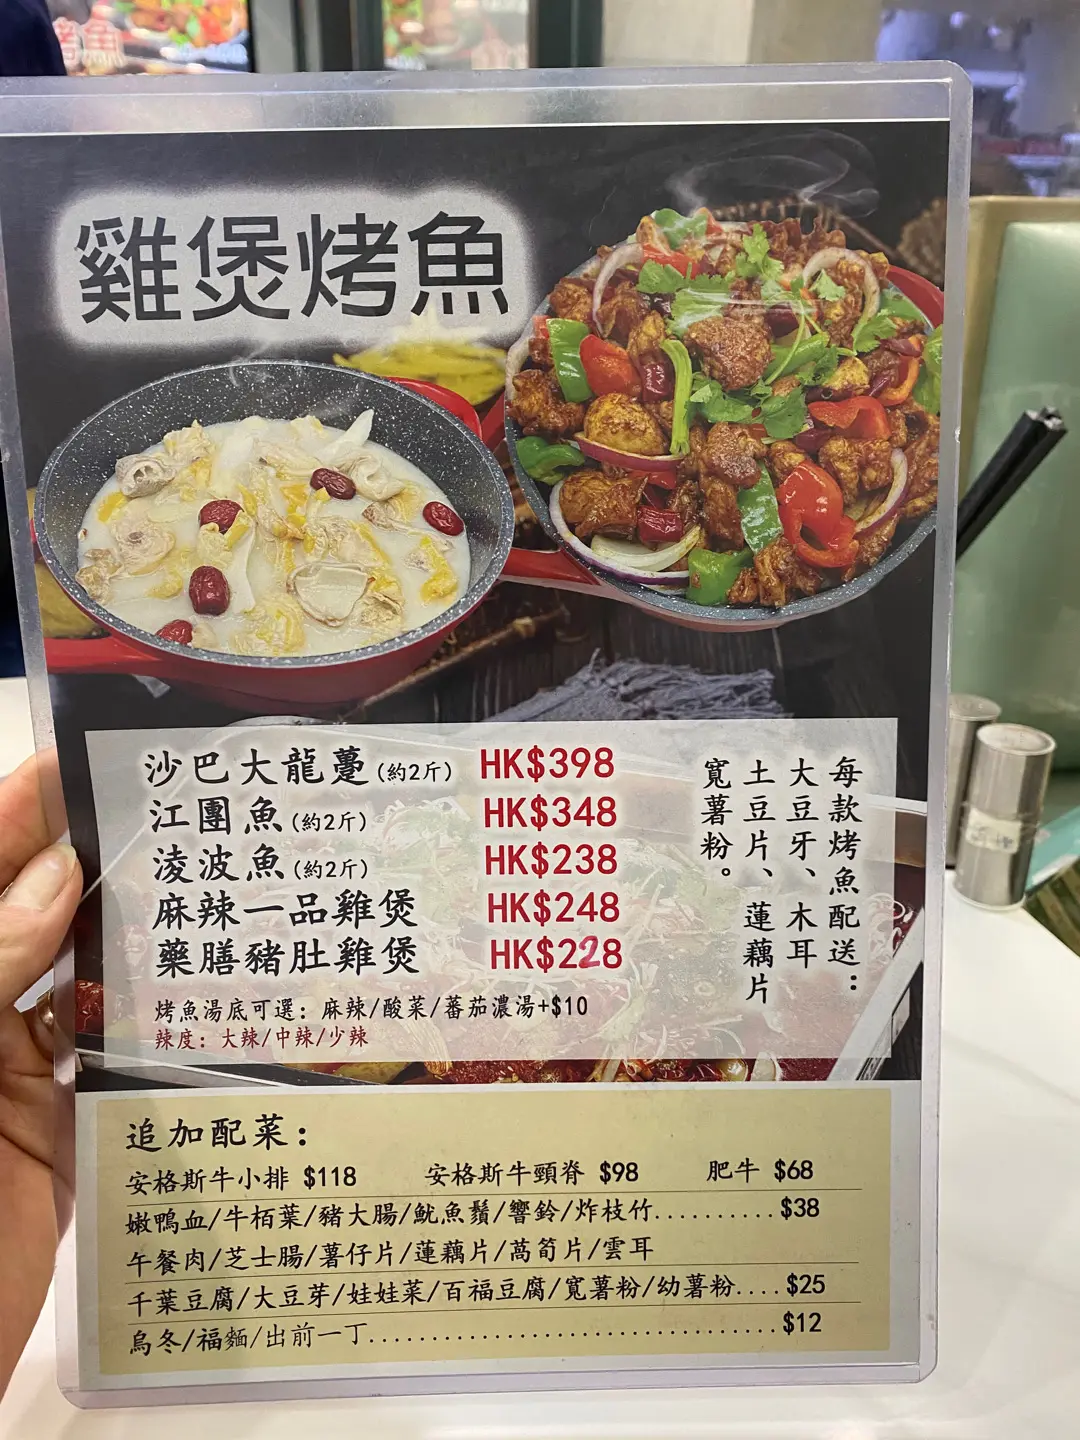 雞煲烤魚
沙巴大龍躉(約2斤) HK$398
江團魚(約2斤) HK$348
淩波魚(約2斤) HK$238
麻辣一品雞煲 HK$248
藥膳豬肚雞煲 HK$228
烤魚湯底可選：麻辣/酸菜/蕃茄濃湯+$10
辣度：大辣/中辣/少辣
每款烤魚配送：
大豆牙、木耳
土豆片、蓮藕片
寬薯粉。
追加配菜：
安格斯牛小排 $118 安格斯牛頸脊 $98 肥牛 $68
嫩鴨血/牛栢葉/豬大腸/魷魚鬚/響鈴/炸枝竹..........$38
午餐肉/芝士腸/薯仔片/蓮藕片/萵筍片/雲耳
千葉豆腐/大豆芽/娃娃菜/百福豆腐/寬薯粉/幼薯粉....$25
烏冬/福麵/出前一丁................................$12